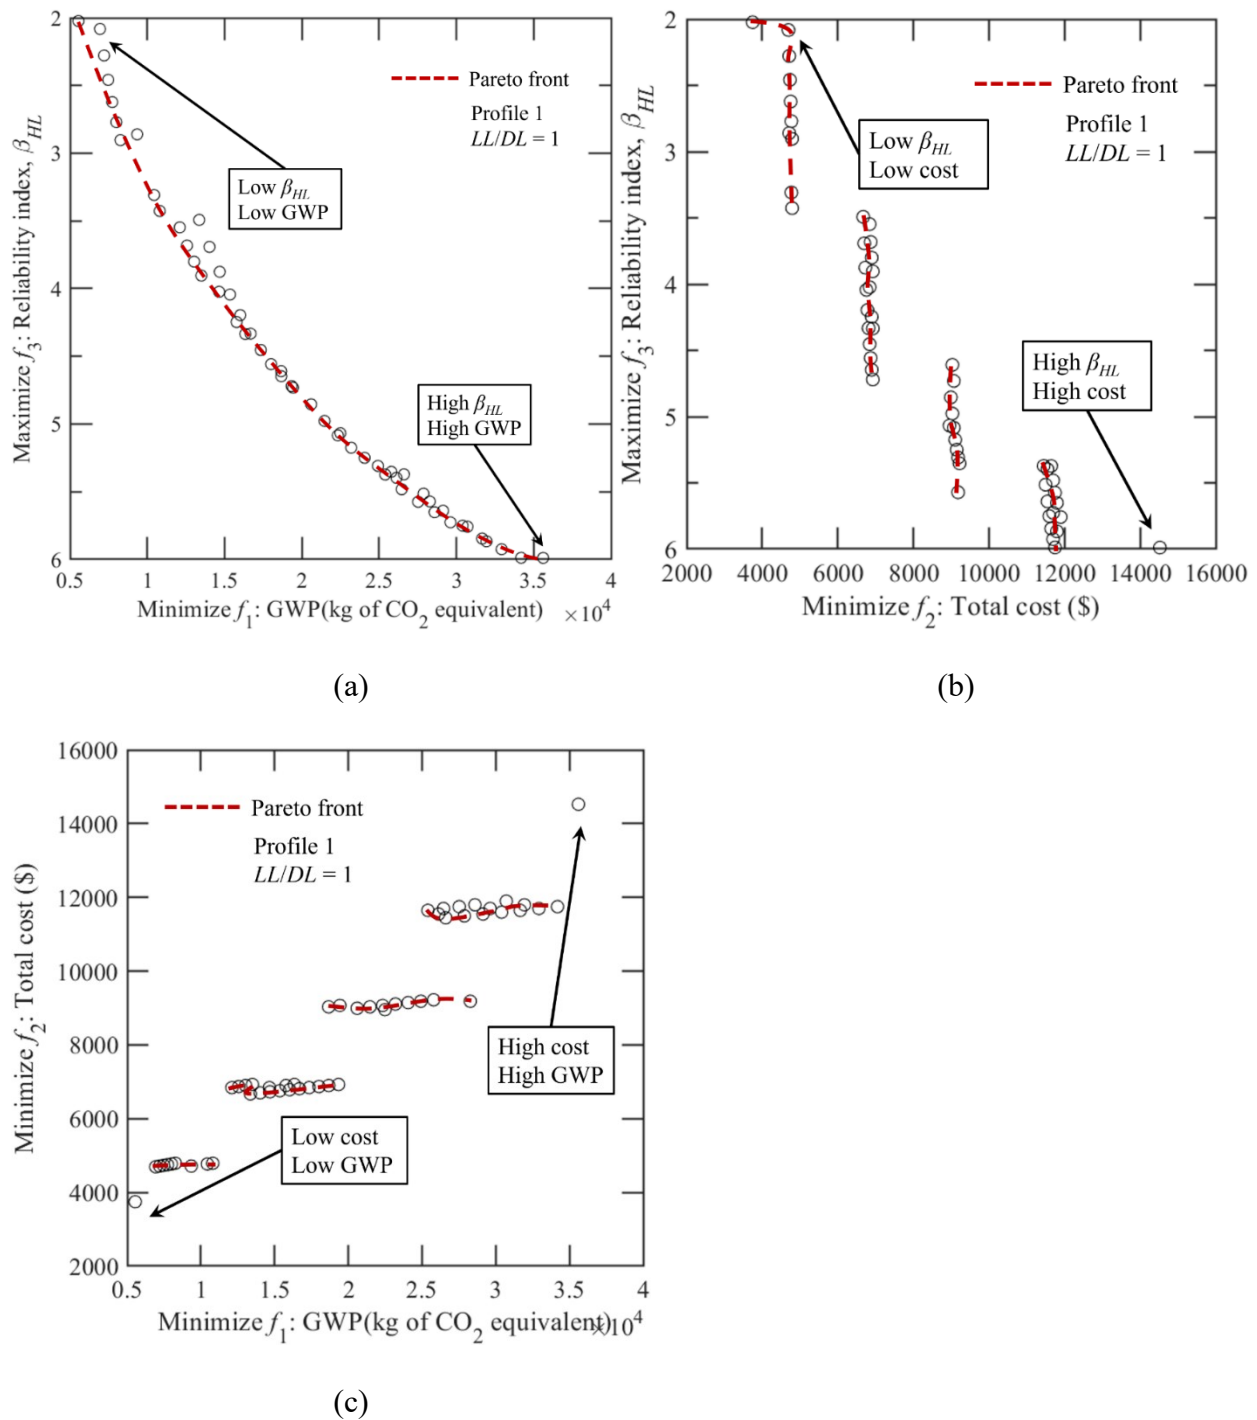 2
3
4
5
6
Maximize f3: Reliability index, βHL
Pareto front
Profile 1
LL/DL = 1
Low βHL
Low GWP
High βHL
High GWP
0.5 1 1.5 2 2.5 3 3.5 4
Minimize f1: GWP(kg of CO2 equivalent) ×10^4
(a)
2
3
4
5
6
Maximize f3: Reliability index, βHL
Pareto front
Profile 1
LL/DL = 1
Low βHL
Low cost
High βHL
High cost
2000 4000 6000 8000 10000 12000 14000 16000
Minimize f2: Total cost ($)
(b)
16000
14000
12000
10000
8000
6000
4000
2000
Minimize f2: Total cost ($)
Pareto front
Profile 1
LL/DL = 1
High cost
High GWP
Low cost
Low GWP
0.5 1 1.5 2 2.5 3 3.5 4
Minimize f1: GWP(kg of CO2 equivalent) ×10^4
(c)